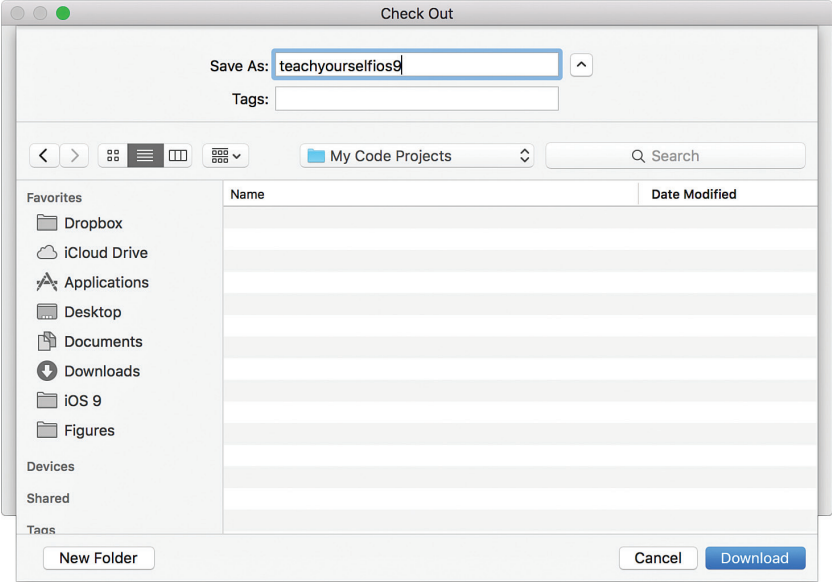 Check Out
Save As: teachyourselfios9
Tags:
My Code Projects
Search
Favorites
Name Date Modified
Dropbox
iCloud Drive
Applications
Desktop
Documents
Downloads
iOS 9
Figures
Devices
Shared
Tags
New Folder Cancel Download